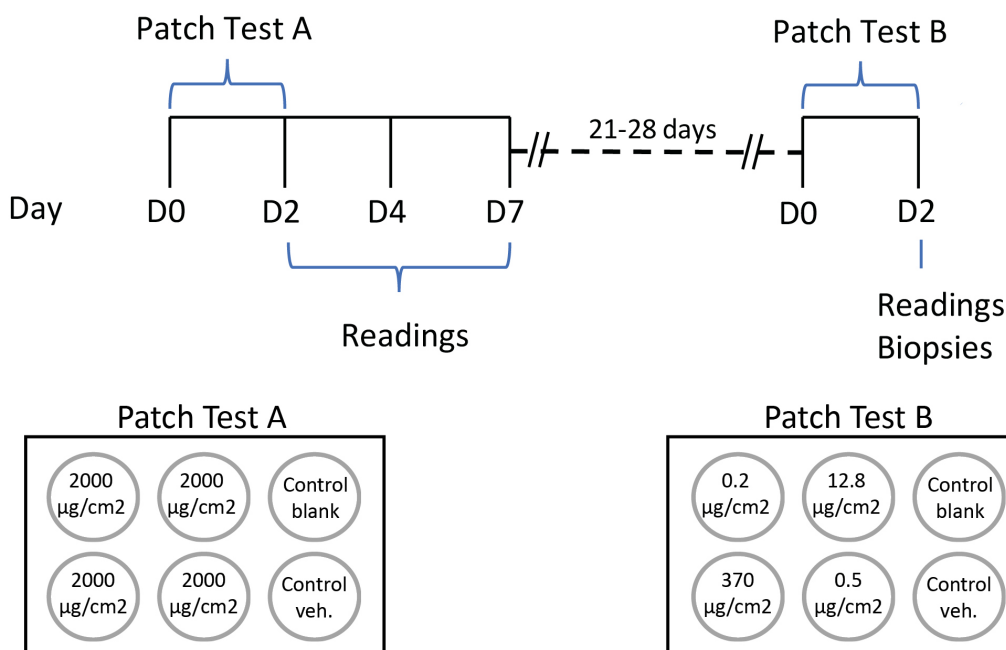 Patch Test A
Patch Test B
21-28 days
Day D0 D2 D4 D7 D0 D2
Readings
Readings
Biopsies
Patch Test A
2000
µg/cm2
2000
µg/cm2
Control
blank
2000
µg/cm2
2000
µg/cm2
Control
veh.
Patch Test B
0.2
µg/cm2
12.8
µg/cm2
Control
blank
370
µg/cm2
0.5
µg/cm2
Control
veh.